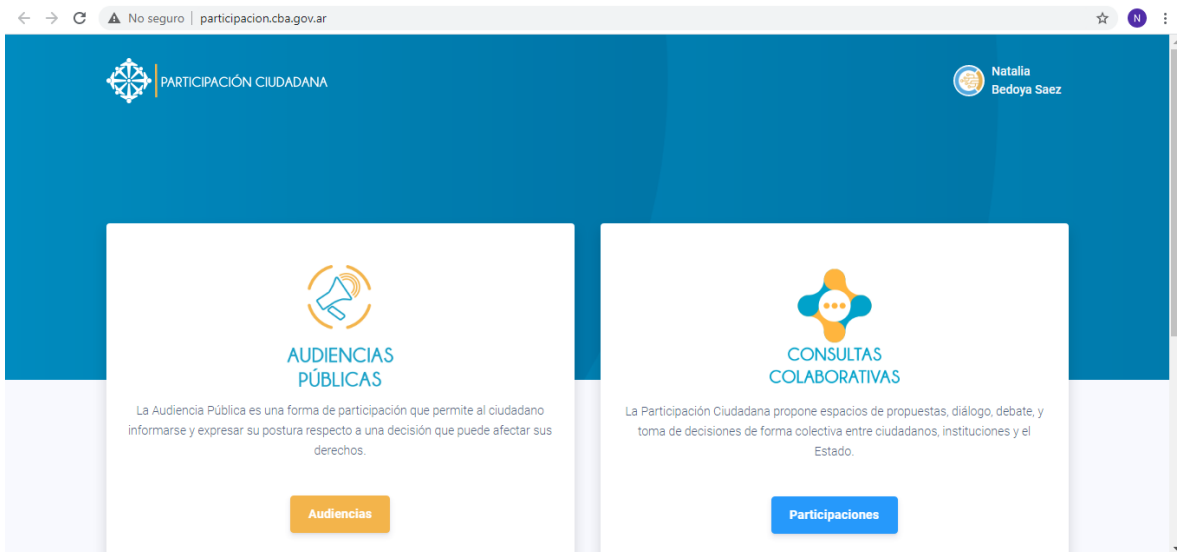 No seguro | participacion.cba.gov.ar
N
PARTICIPACIÓN CIUDADANA
Natalia
Bedoya Saez
AUDIENCIAS
PÚBLICAS
La Audiencia Pública es una forma de participación que permite al ciudadano
informarse y expresar su postura respecto a una decisión que puede afectar sus
derechos.
Audiencias
CONSULTAS
COLABORATIVAS
La Participación Ciudadana propone espacios de propuestas, diálogo, debate, y
toma de decisiones de forma colectiva entre ciudadanos, instituciones y el
Estado.
Participaciones